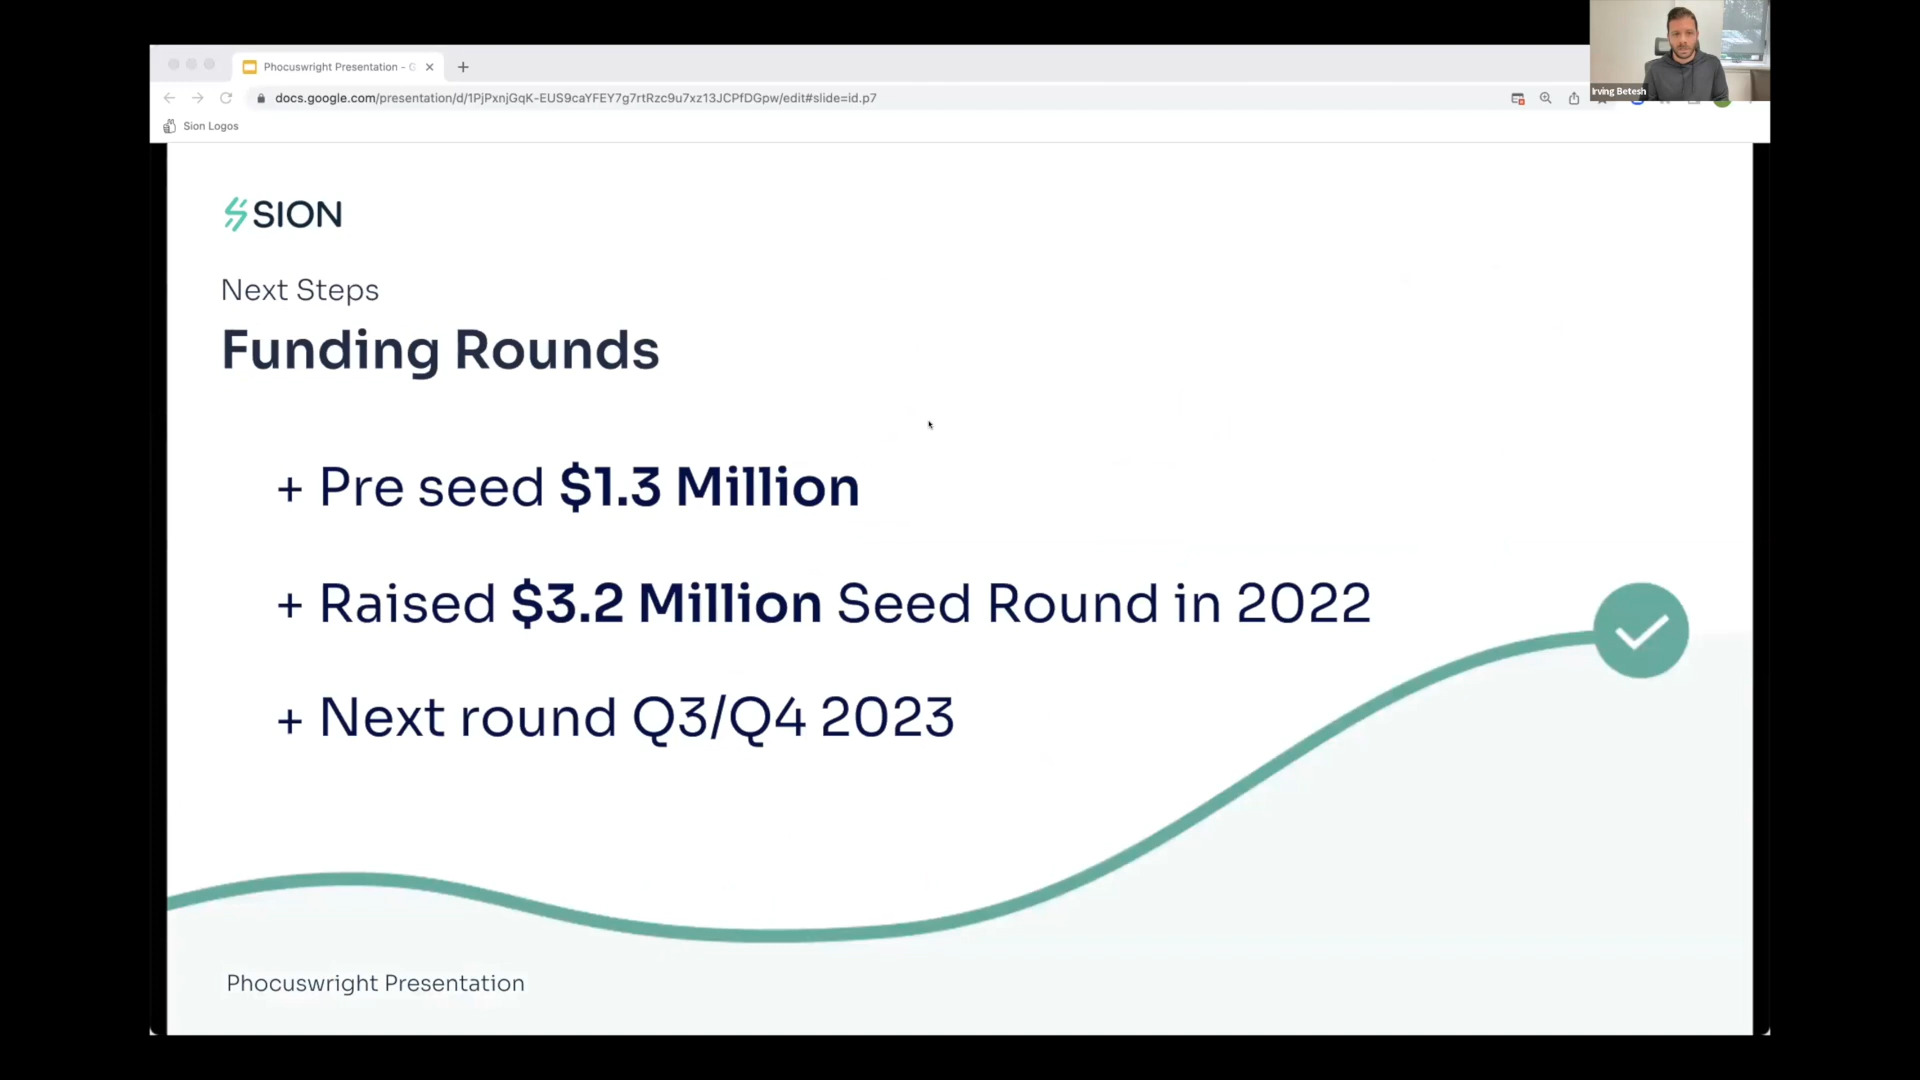 Phocuswright Presentation - G
docs.google.com/presentation/d/1PjPxnjGqK-EUS9caYFEY7g7rtRzc9u7xz13JCPfDGpw/edit#slide=id.p7
Irving Betesh
Sion Logos
SION
Next Steps
Funding Rounds
+ Pre seed $1.3 Million
+ Raised $3.2 Million Seed Round in 2022
+ Next round Q3/Q4 2023
Phocuswright Presentation